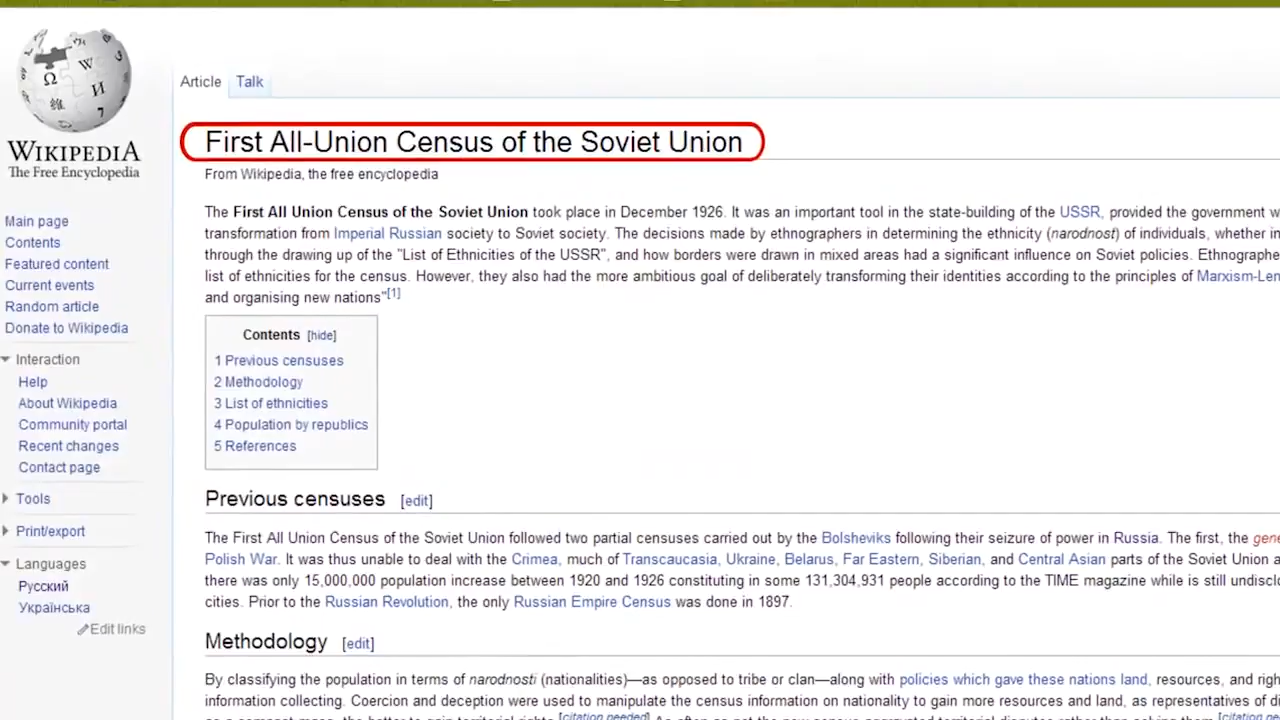 Article Talk
First All-Union Census of the Soviet Union
WIKIPEDIA
The Free Encyclopedia
From Wikipedia, the free encyclopedia
Main page
Contents
Featured content
Current events
Random article
Donate to Wikipedia
Interaction
Help
About Wikipedia
Community portal
Recent changes
Contact page
Tools
Print/export
Languages
Русский
Українська
Edit links
The First All Union Census of the Soviet Union took place in December 1926. It was an important tool in the state-building of the USSR, provided the government w
transformation from Imperial Russian society to Soviet society. The decisions made by ethnographers in determining the ethnicity (narodnost) of individuals, whether in
through the drawing up of the "List of Ethnicities of the USSR", and how borders were drawn in mixed areas had a significant influence on Soviet policies. Ethnographe
list of ethnicities for the census. However, they also had the more ambitious goal of deliberately transforming their identities according to the principles of Marxism-Len
and organising new nations"[1]
Contents [hide]
1 Previous censuses
2 Methodology
3 List of ethnicities
4 Population by republics
5 References
Previous censuses [edit]
The First All Union Census of the Soviet Union followed two partial censuses carried out by the Bolsheviks following their seizure of power in Russia. The first, the gene
Polish War. It was thus unable to deal with the Crimea, much of Transcaucasia, Ukraine, Belarus, Far Eastern, Siberian, and Central Asian parts of the Soviet Union a
there was only 15,000,000 population increase between 1920 and 1926 constituting in some 131,304,931 people according to the TIME magazine while is still undisclo
cities. Prior to the Russian Revolution, the only Russian Empire Census was done in 1897.
Methodology [edit]
By classifying the population in terms of narodnosti (nationalities)—as opposed to tribe or clan—along with policies which gave these nations land, resources, and righ
information collecting. Coercion and deception were used to manipulate the census information on nationality to gain more resources and land, as representatives of di